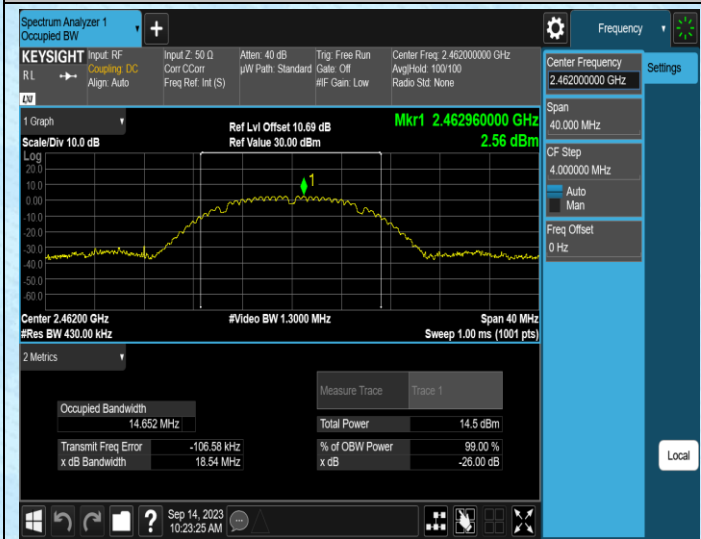 Spectrum Analyzer 1
Occupied BW
Frequency
KEYSIGHT
Input: RF
Coupling: DC
Align: Auto
RL
LXI
Input Z: 50 Ω
Corr CCorr
Freq Ref: Int (S)
Atten: 40 dB
µW Path: Standard
Trig: Free Run
Gate: Off
#IF Gain: Low
Center Freq: 2.462000000 GHz
Avg|Hold: 100/100
Radio Std: None
Center Frequency
2.462000000 GHz
Settings
Span
40.000 MHz
CF Step
4.000000 MHz
Auto
Man
Freq Offset
0 Hz
1 Graph
Scale/Div 10.0 dB
Ref Lvl Offset 10.69 dB
Ref Value 30.00 dBm
Mkr1 2.462960000 GHz
2.56 dBm
Log
20.0
10.0
0.00
-10.0
-20.0
-30.0
-40.0
-50.0
-60.0
1
Center 2.46200 GHz
#Res BW 430.00 kHz
#Video BW 1.3000 MHz
Span 40 MHz
Sweep 1.00 ms (1001 pts)
2 Metrics
Measure Trace
Trace 1
Occupied Bandwidth
14.652 MHz
Total Power
14.5 dBm
Transmit Freq Error
-106.58 kHz
% of OBW Power
99.00 %
x dB Bandwidth
18.54 MHz
x dB
-26.00 dB
Local
?
Sep 14, 2023
10:23:25 AM